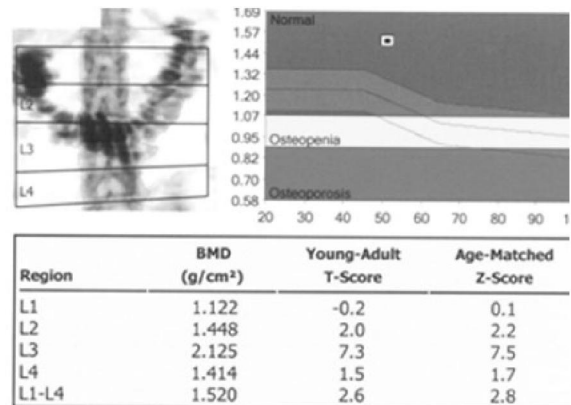 L2
L3
L4
1.69
1.57
1.44
1.32
1.20
1.07
0.95
0.82
0.70
0.58
Normal
Osteopenia
Osteoporosis
20 30 40 50 60 70 80 90
BMD Young-Adult Age-Matched
Region (g/cm²) T-Score Z-Score
L1 1.122 -0.2 0.1
L2 1.448 2.0 2.2
L3 2.125 7.3 7.5
L4 1.414 1.5 1.7
L1-L4 1.520 2.6 2.8